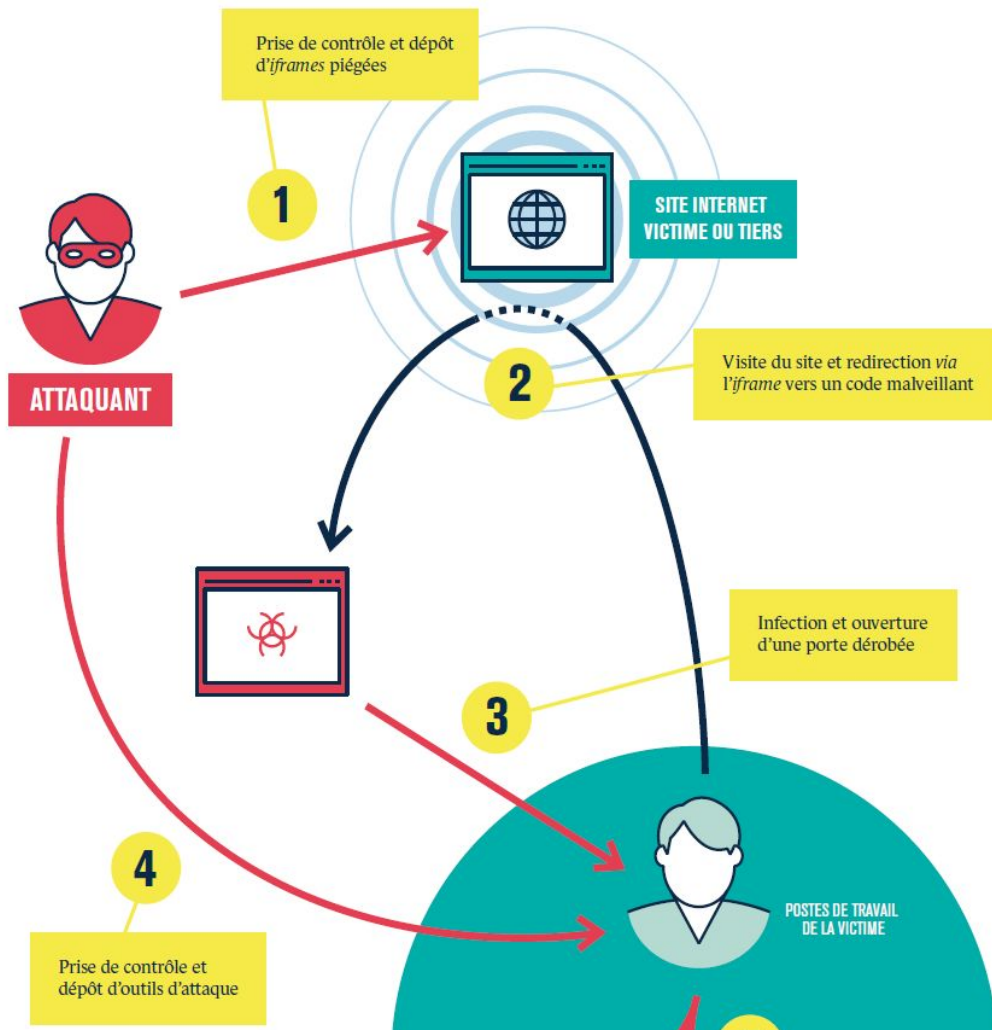 Prise de contrôle et dépôt
d'iframes piégées
1
SITE INTERNET
VICTIME OU TIERS
ATTAQUANT
2
Visite du site et redirection via
l'iframe vers un code malveillant
Infection et ouverture
d'une porte dérobée
3
4
POSTES DE TRAVAIL
DE LA VICTIME
Prise de contrôle et
dépôt d'outils d'attaque